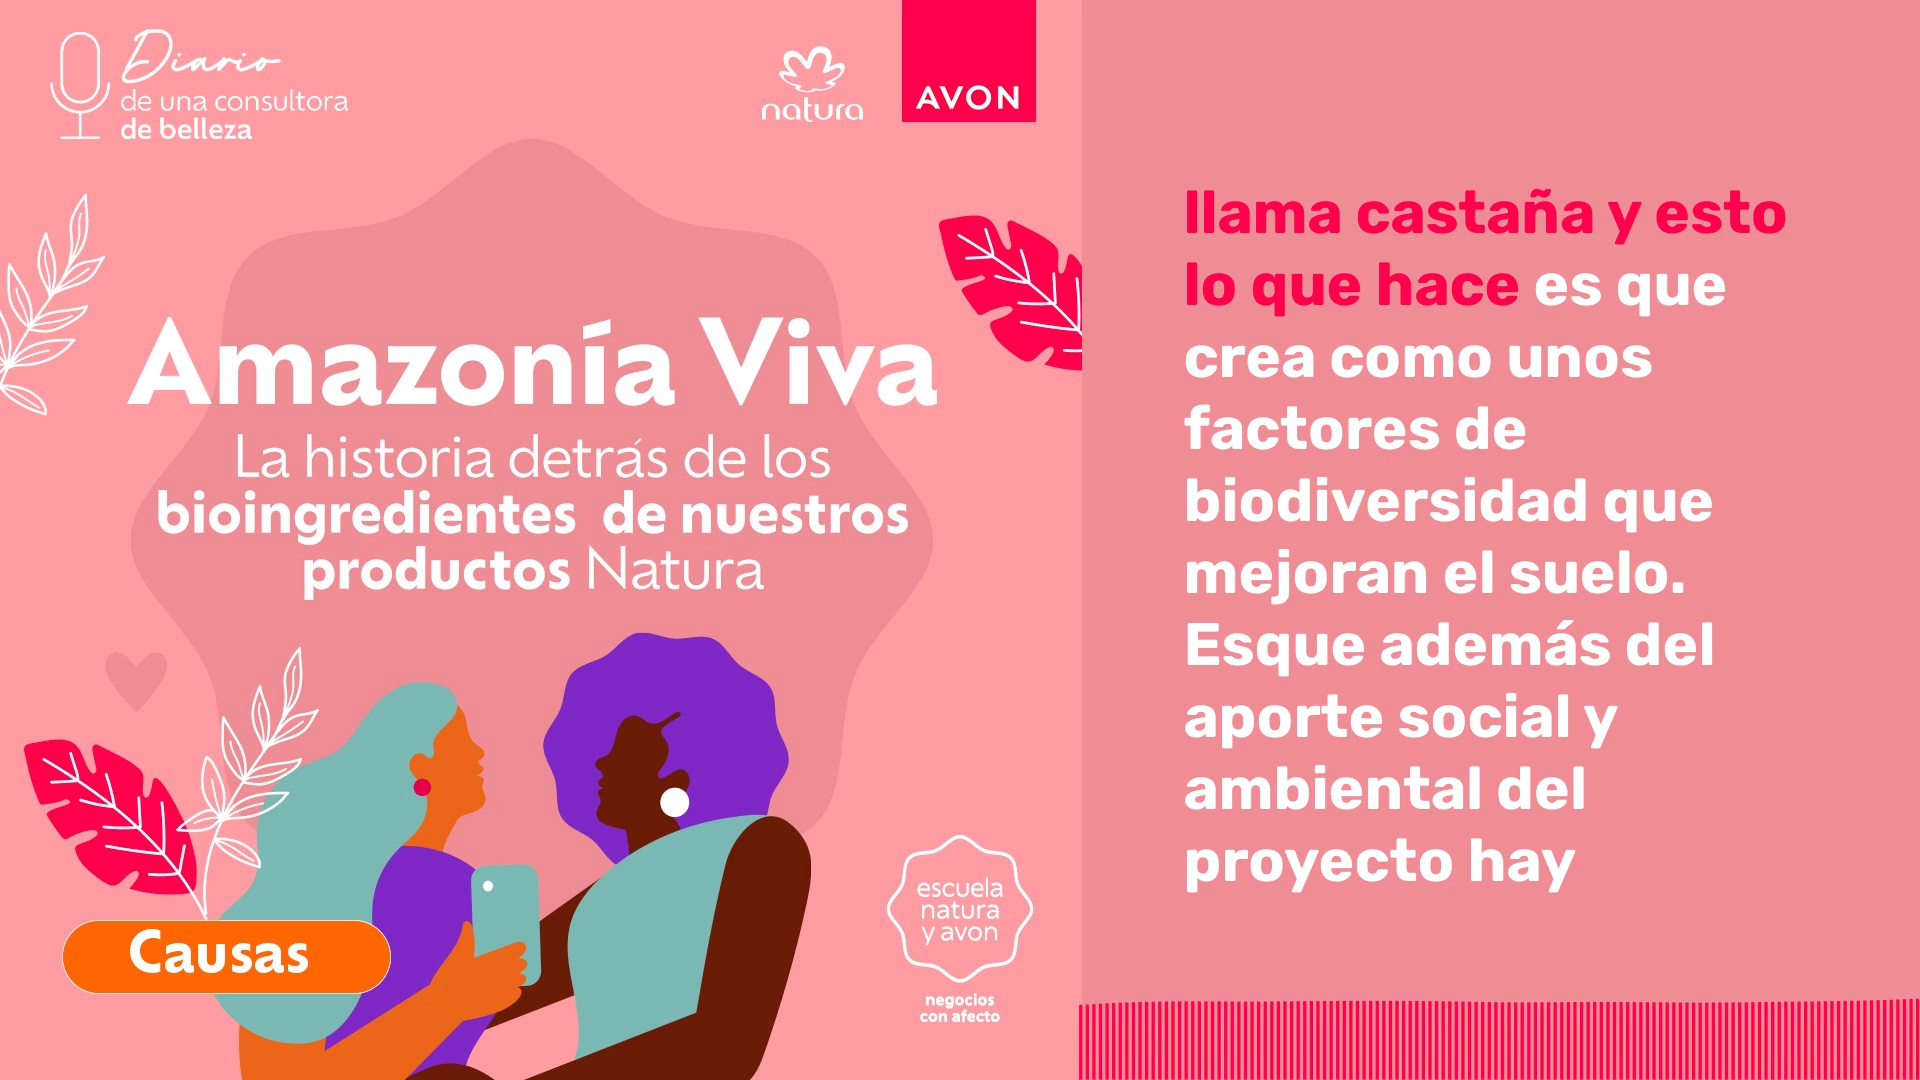 Diario
de una consultora
de belleza
natura
AVON
Amazonía Viva
La historia detrás de los
bioingredientes de nuestros
productos Natura
Causas
escuela
natura
y avon
negocios
con afecto
llama castaña y esto
lo que hace es que
crea como unos
factores de
biodiversidad que
mejoran el suelo.
Esque además del
aporte social y
ambiental del
proyecto hay